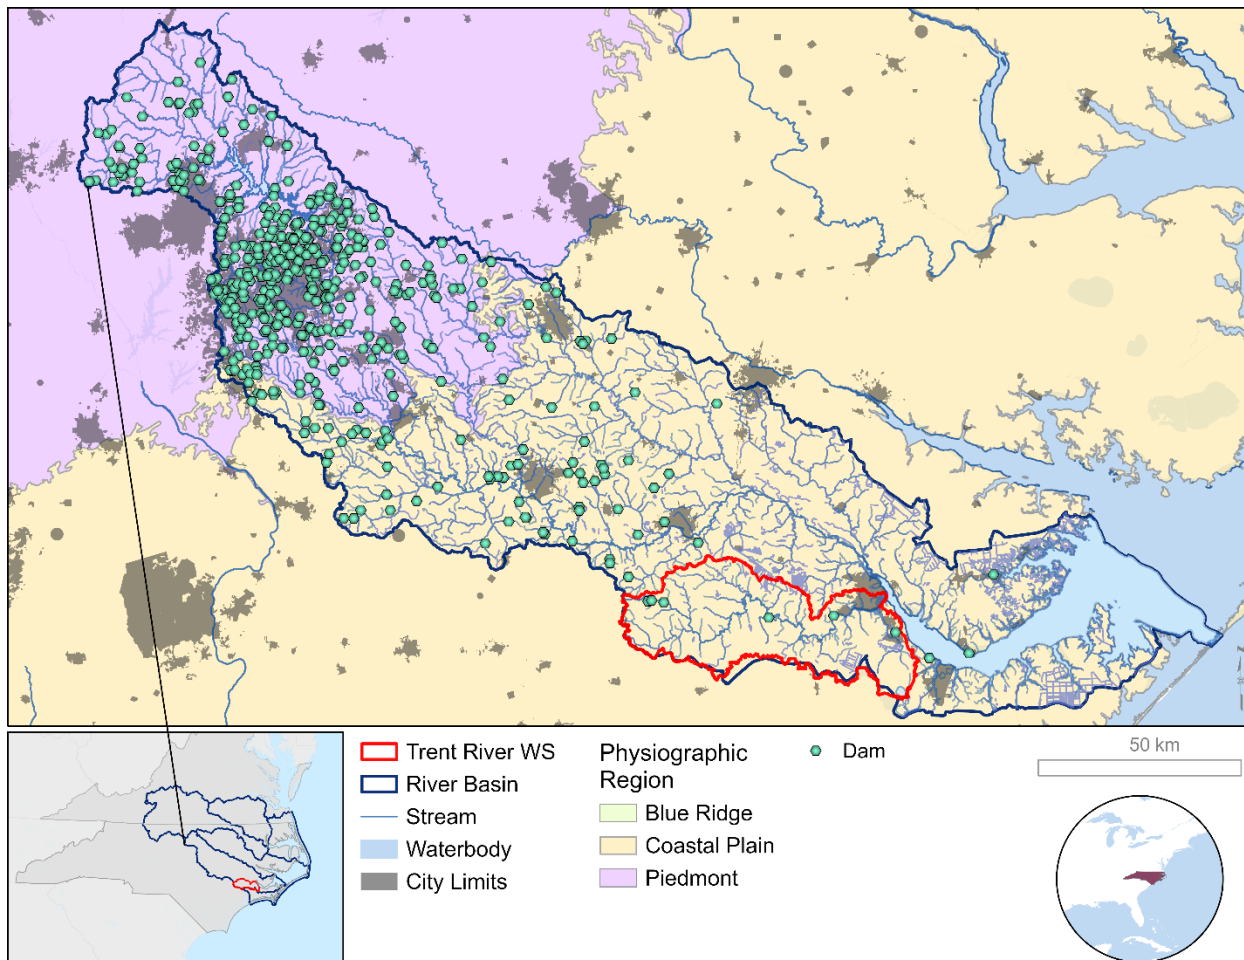 Trent River WS
River Basin
Stream
Waterbody
City Limits
Physiographic
Region
Blue Ridge
Coastal Plain
Piedmont
Dam
50 km